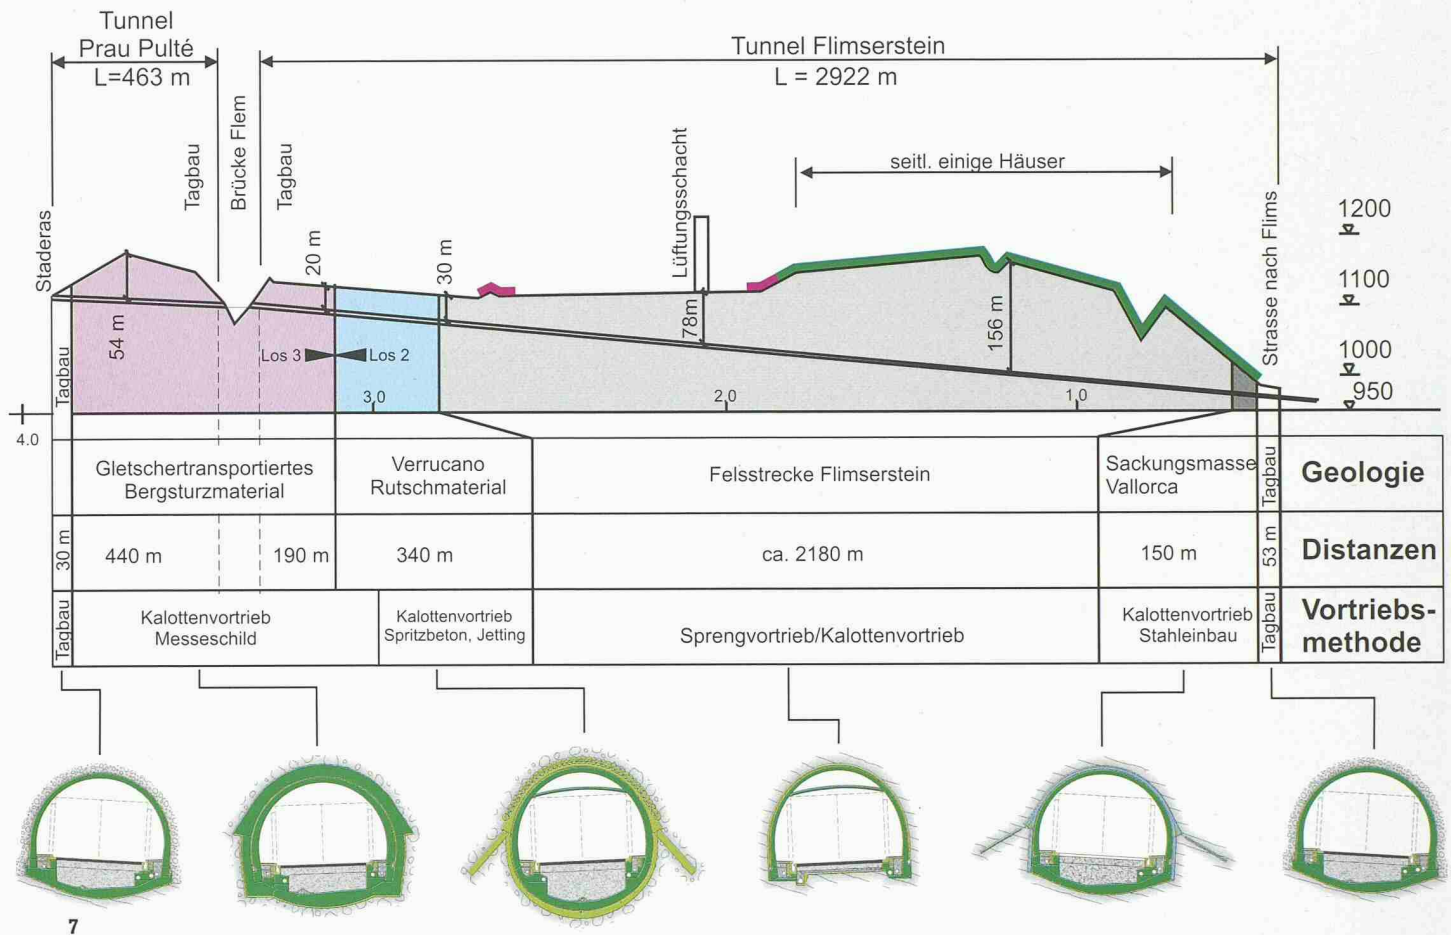 Tunnel
Prau Pulté
L=463 m
Tunnel Flimserstein
L = 2922 m
Staderas
Tagbau
Brücke Flem
Tagbau
Lüftungsschacht
seitl. einige Häuser
Strasse nach Flims
1200
1100
1000
950
54 m
20 m
30 m
78m
156 m
Los 3
Los 2
Tagbau
4.0
3,0
2,0
1,0
Gletschertransportiertes
Bergsturzmaterial
Verrucano
Rutschmaterial
Felsstrecke Flimserstein
Sackungsmasse
Vallorca
Tagbau
Geologie
30 m
440 m
190 m
340 m
ca. 2180 m
150 m
53 m
Distanzen
Tagbau
Kalottenvortrieb
Messeschild
Kalottenvortrieb
Spritzbeton, Jetting
Sprengvortrieb/Kalottenvortrieb
Kalottenvortrieb
Stahleinbau
Tagbau
Vortriebs-
methode
7